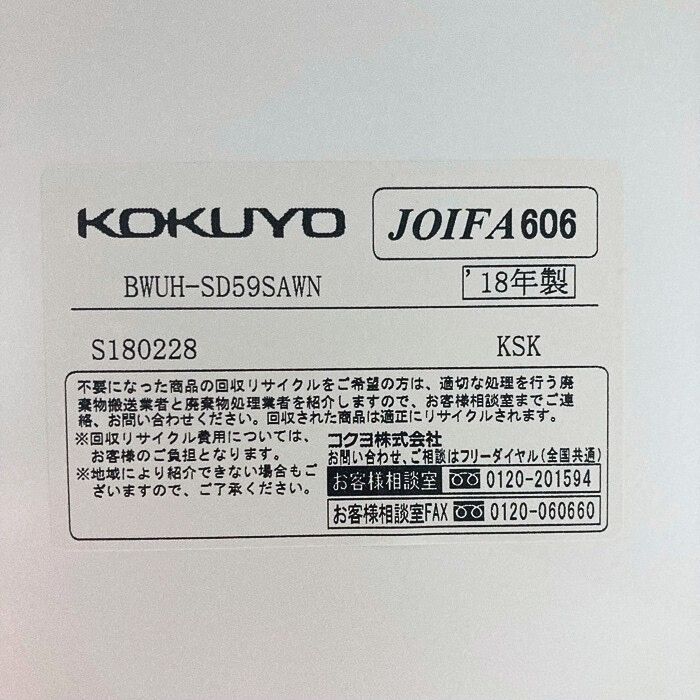 KOKUYO
JOIFA606
BWUH-SD59SAWN
'18年製
S180228
KSK
不要になった商品の回収リサイクルをご希望の方は、適切な処理を行う廃
棄物搬送業者と廃棄物処理業者を紹介しますので、お客様相談室までご連
絡、お問い合わせください。回収された商品は適正にリサイクルされます。
※回収リサイクル費用については、
お客様のご負担となります。
※地域により紹介できない場合もご
ざいますので、ご了承ください。
コクヨ株式会社
お問い合わせ、ご相談はフリーダイヤル(全国共通)
お客様相談室 0120-201594
お客様相談室FAX 0120-060660